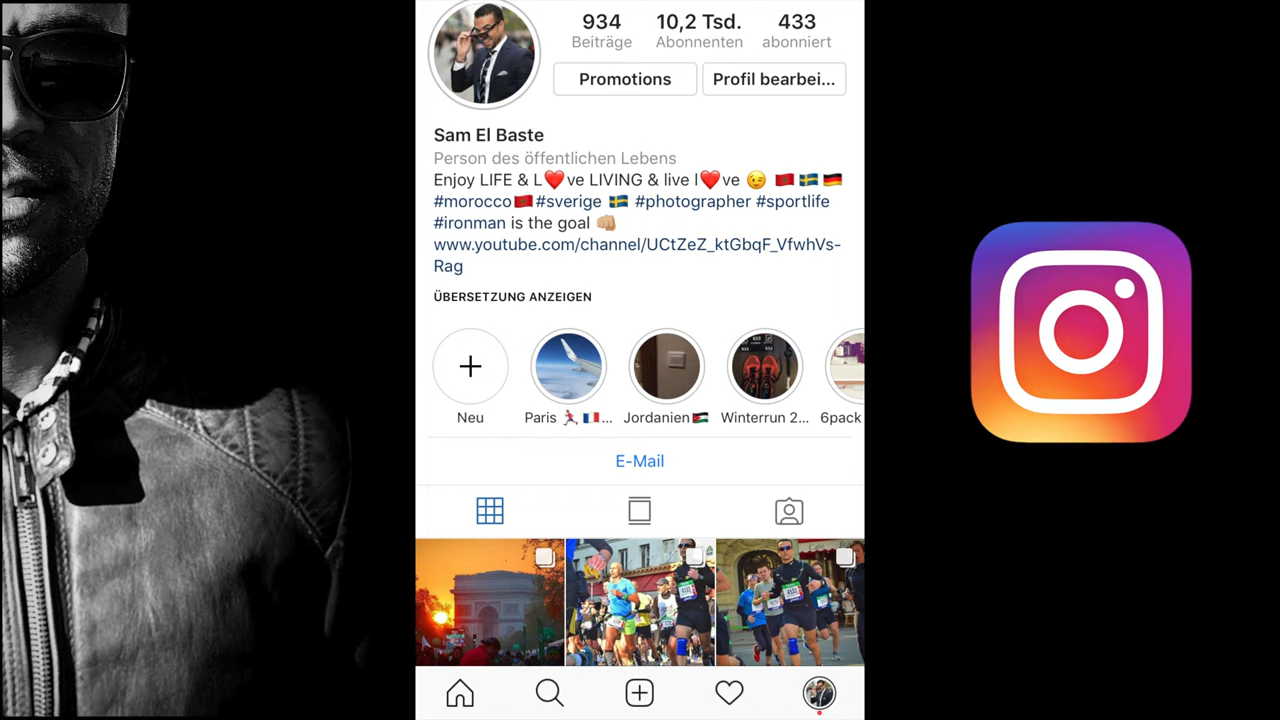 934 10,2 Tsd. 433
Beiträge Abonnenten abonniert
Promotions Profil bearbei...
Sam El Baste
Person des öffentlichen Lebens
Enjoy LIFE & L❤️ve LIVING & live l❤️ve 😉 🇲🇦🇸🇪🇩🇪
#morocco🇲🇦#sverige 🇸🇪 #photographer #sportlife
#ironman is the goal 👊🏼
www.youtube.com/channel/UCtZeZ_ktGbqF_VfwhVs-
Rag
ÜBERSETZUNG ANZEIGEN
Neu Paris 🏃🏻🇫🇷... Jordanien🇯🇴 Winterrun 2... 6pack
E-Mail